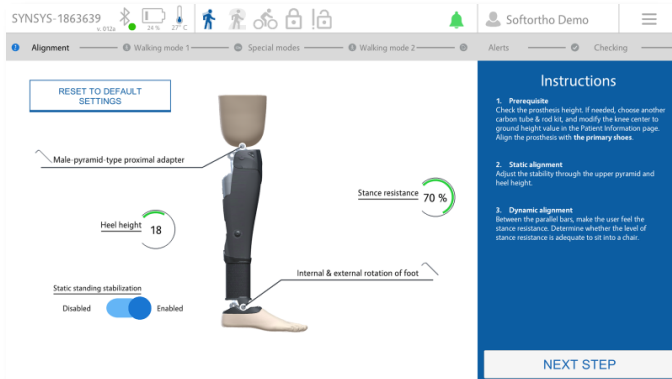 SYNSYS-1863639
v. 012a
24 %
27° C
Softortho Demo
Alignment
Walking mode 1
Special modes
Walking mode 2
Alerts
Checking
RESET TO DEFAULT
SETTINGS
Male-pyramid-type proximal adapter
Stance resistance
70 %
Heel height
18
Internal & external rotation of foot
Static standing stabilization
Disabled
Enabled
Instructions
1. Prerequisite
Check the prosthesis height. If needed, choose another
carbon tube & rod kit, and modify the knee center to
ground height value in the Patient Information page.
Align the prosthesis with the primary shoes.
2. Static alignment
Adjust the stability through the upper pyramid and
heel height.
3. Dynamic alignment
Between the parallel bars, make the user feel the
stance resistance. Determine whether the level of
stance resistance is adequate to sit into a chair.
NEXT STEP